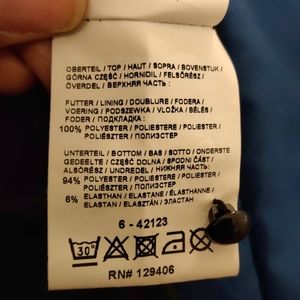 OBERTEIL / TOP / HAUT / SOPRA / BOVENSTUK /
GÓRNA CZĘŚĆ / HORNIDIL / FELSŐRÉSZ /
ÖVERDEL / ВЕРХНЯЯ ЧАСТЬ :
FUTTER / LINING / DOUBLURE / FODERA /
VOERING / PODSZEWKA / VLOŽKA / BÉLÉS /
FODER / ПОДКЛАДКА :
100% POLYESTER / POLIESTERE / POLIESTER /
POLIÉSZTER / ПОЛИЭСТЕР
UNTERTEIL / BOTTOM / BAS / SOTTO / ONDERSTE
GEDEELTE / CZĘŚĆ DOLNA / SPODNÍ ČÁST /
ALSÓRÉSZ / UNDREDEL / НИЖНЯЯ ЧАСТЬ:
94% POLYESTER / POLIESTERE / POLIESTER /
POLIÉSZTER / ПОЛИЭСТЕР
6% ELASTHAN / ELASTANE / ÉLASTHANNE /
ELASTAN / ELASZTÁN / ЭЛАСТАН
6 - 42123
30°
RN# 129406